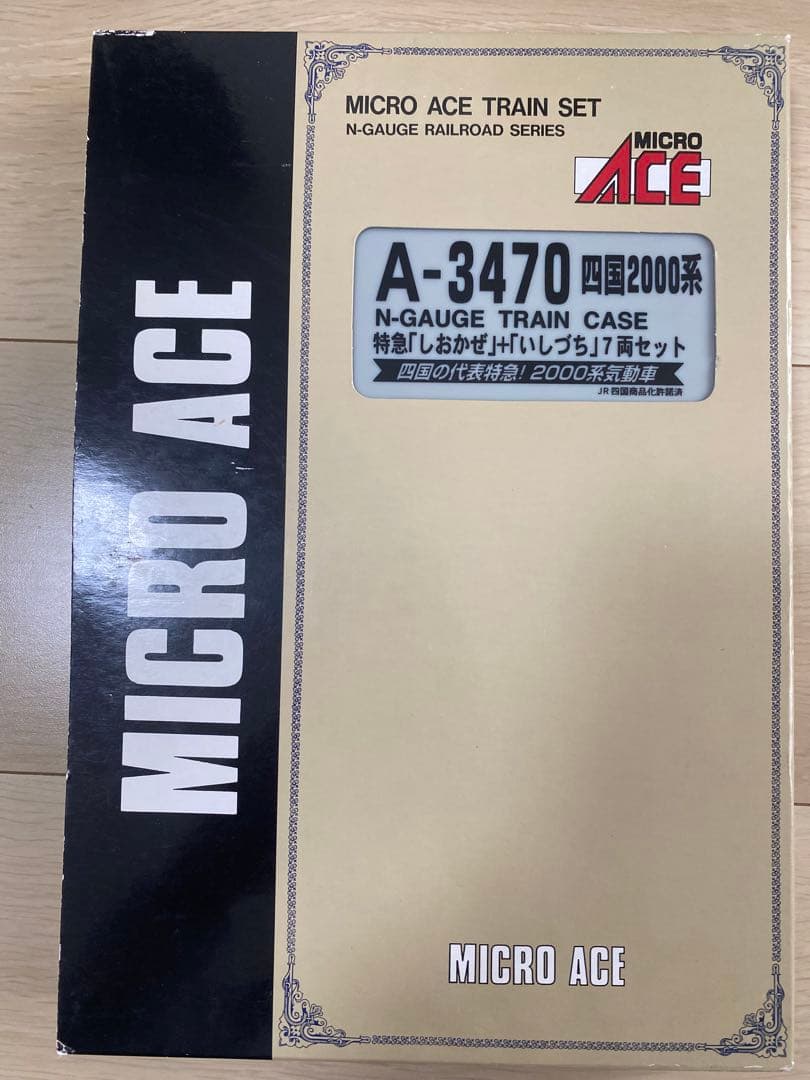 MICRO ACE
MICRO ACE TRAIN SET
N-GAUGE RAILROAD SERIES
MICRO
ACE
A-3470 四国2000系
N-GAUGE TRAIN CASE
特急「しおかぜ」+「いしづち」7両セット
四国の代表特急!2000系気動車
JR四国商品化許諾済
MICRO ACE